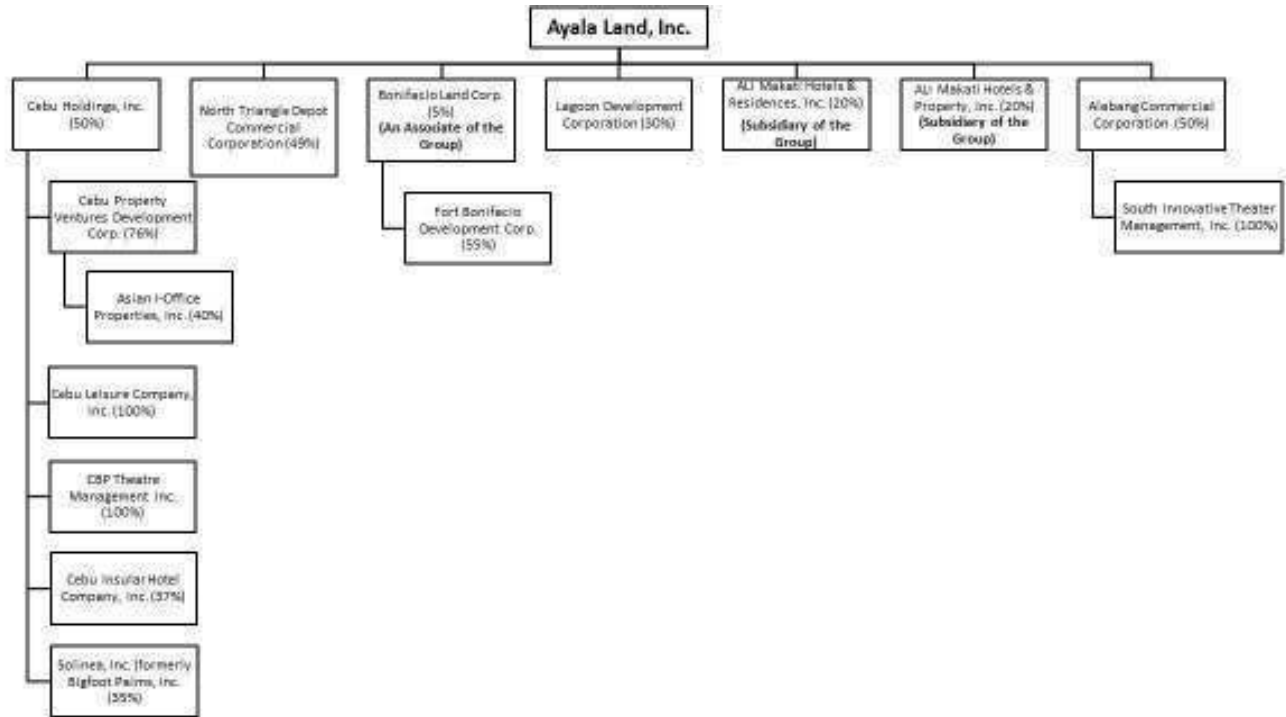 Ayala Land, Inc.
Cebu Holdings, Inc.
(50%)
North Triangle Depot
Commercial
Corporation (49%)
Bonifacio Land Corp.
(5%)
(An Associate of the
Group)
Lagoon Development
Corporation (30%)
ALI Makati Hotels &
Residences, Inc. (20%)
(Subsidiary of the
Group)
ALI Makati Hotels &
Property, Inc. (20%)
(Subsidiary of the
Group)
Alabang Commercial
Corporation (50%)
Cebu Property
Ventures Development
Corp. (76%)
Fort Bonifacio
Development Corp.
(55%)
South Innovative Theater
Management, Inc. (100%)
Asian I-Office
Properties, Inc. (40%)
Cebu Leisure Company,
Inc. (100%)
CBP Theatre
Management Inc.
(100%)
Cebu Insular Hotel
Company, Inc. (37%)
Solinea, Inc. (formerly
Bigfoot Palms, Inc.
(35%)